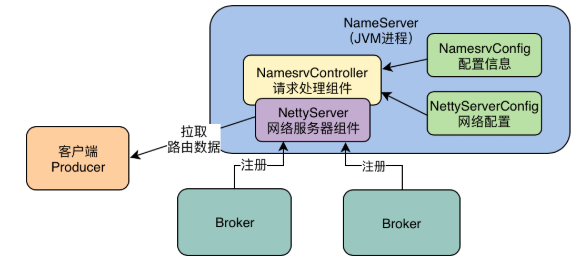 NameServer
（JVM进程）
NamesrvController
请求处理组件
NamesrvConfig
配置信息
NettyServer
网络服务器组件
NettyServerConfig
网络配置
拉取
路由数据
客户端
Producer
注册
注册
Broker
Broker